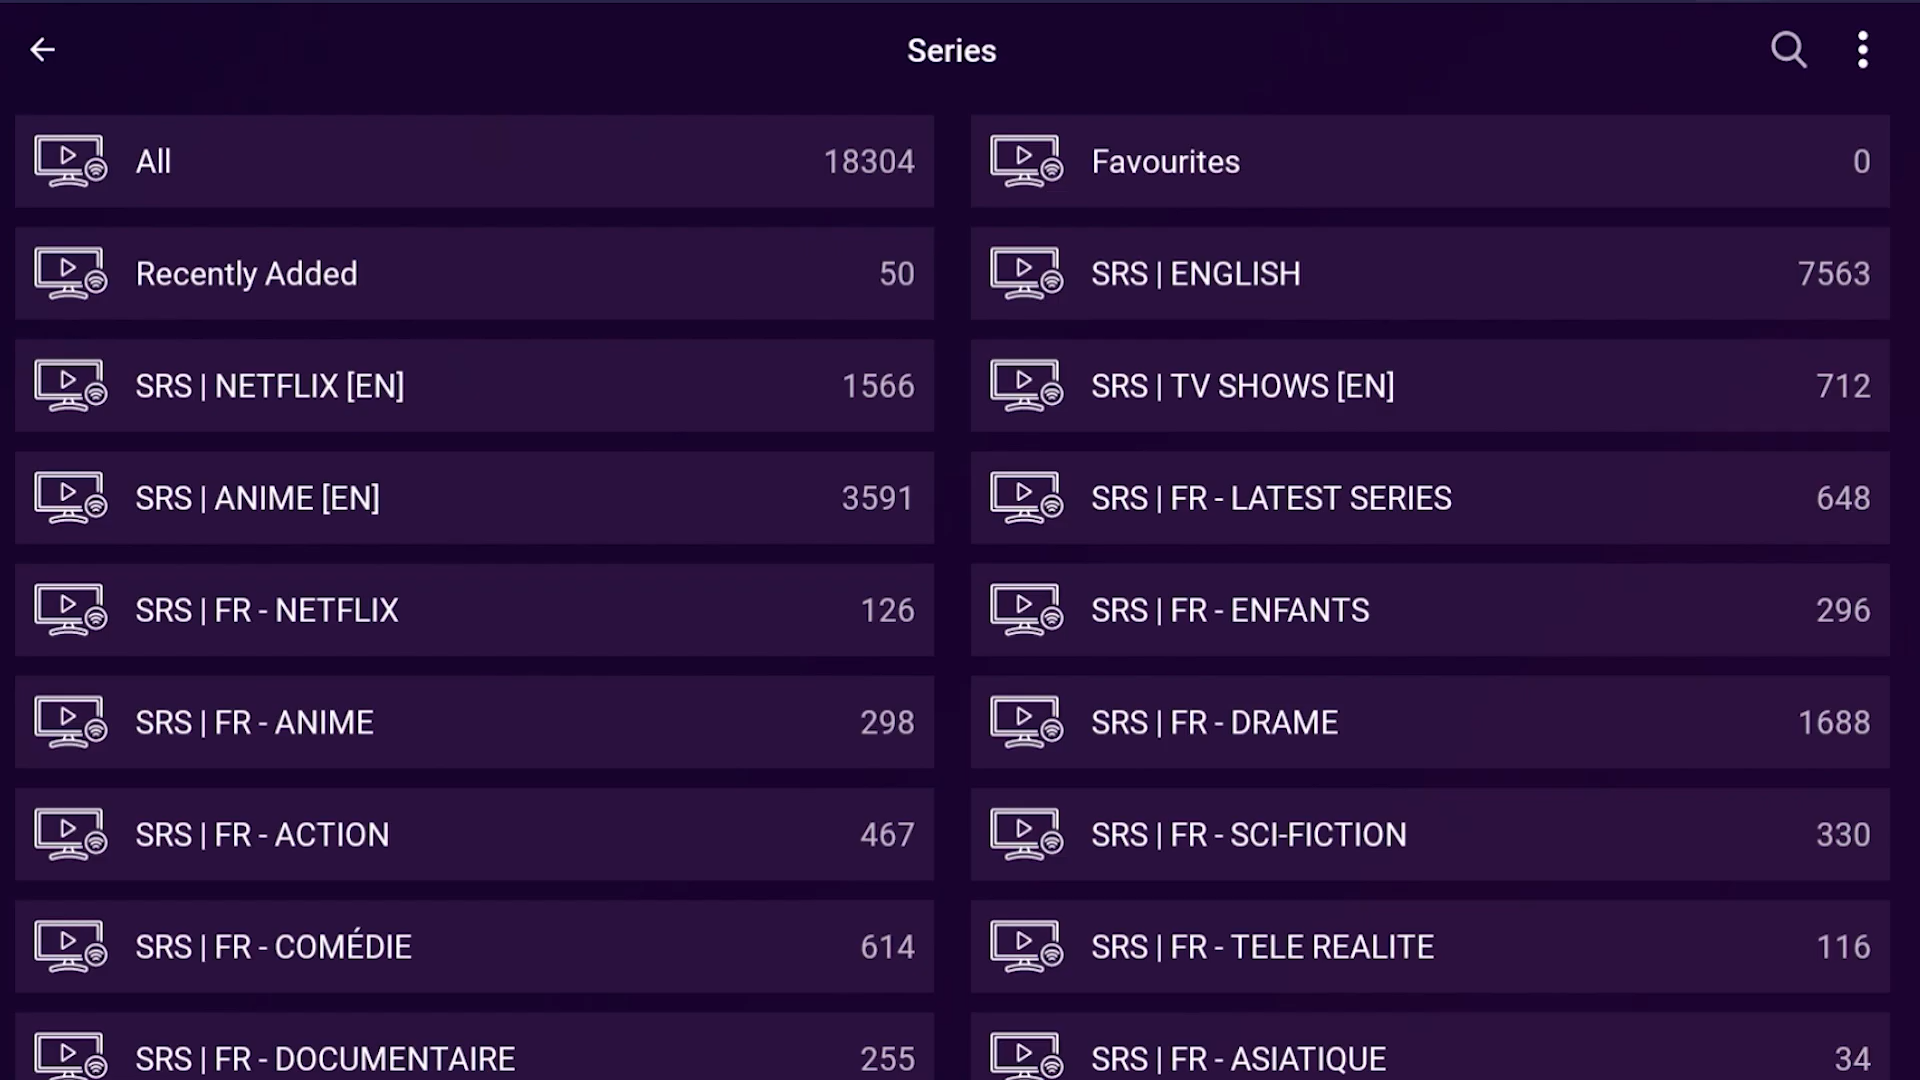 Series
All 18304
Favourites 0
Recently Added 50
SRS | ENGLISH 7563
SRS | NETFLIX [EN] 1566
SRS | TV SHOWS [EN] 712
SRS | ANIME [EN] 3591
SRS | FR - LATEST SERIES 648
SRS | FR - NETFLIX 126
SRS | FR - ENFANTS 296
SRS | FR - ANIME 298
SRS | FR - DRAME 1688
SRS | FR - ACTION 467
SRS | FR - SCI-FICTION 330
SRS | FR - COMÉDIE 614
SRS | FR - TELE REALITE 116
SRS | FR - DOCUMENTAIRE 255
SRS | FR - ASIATIQUE 34